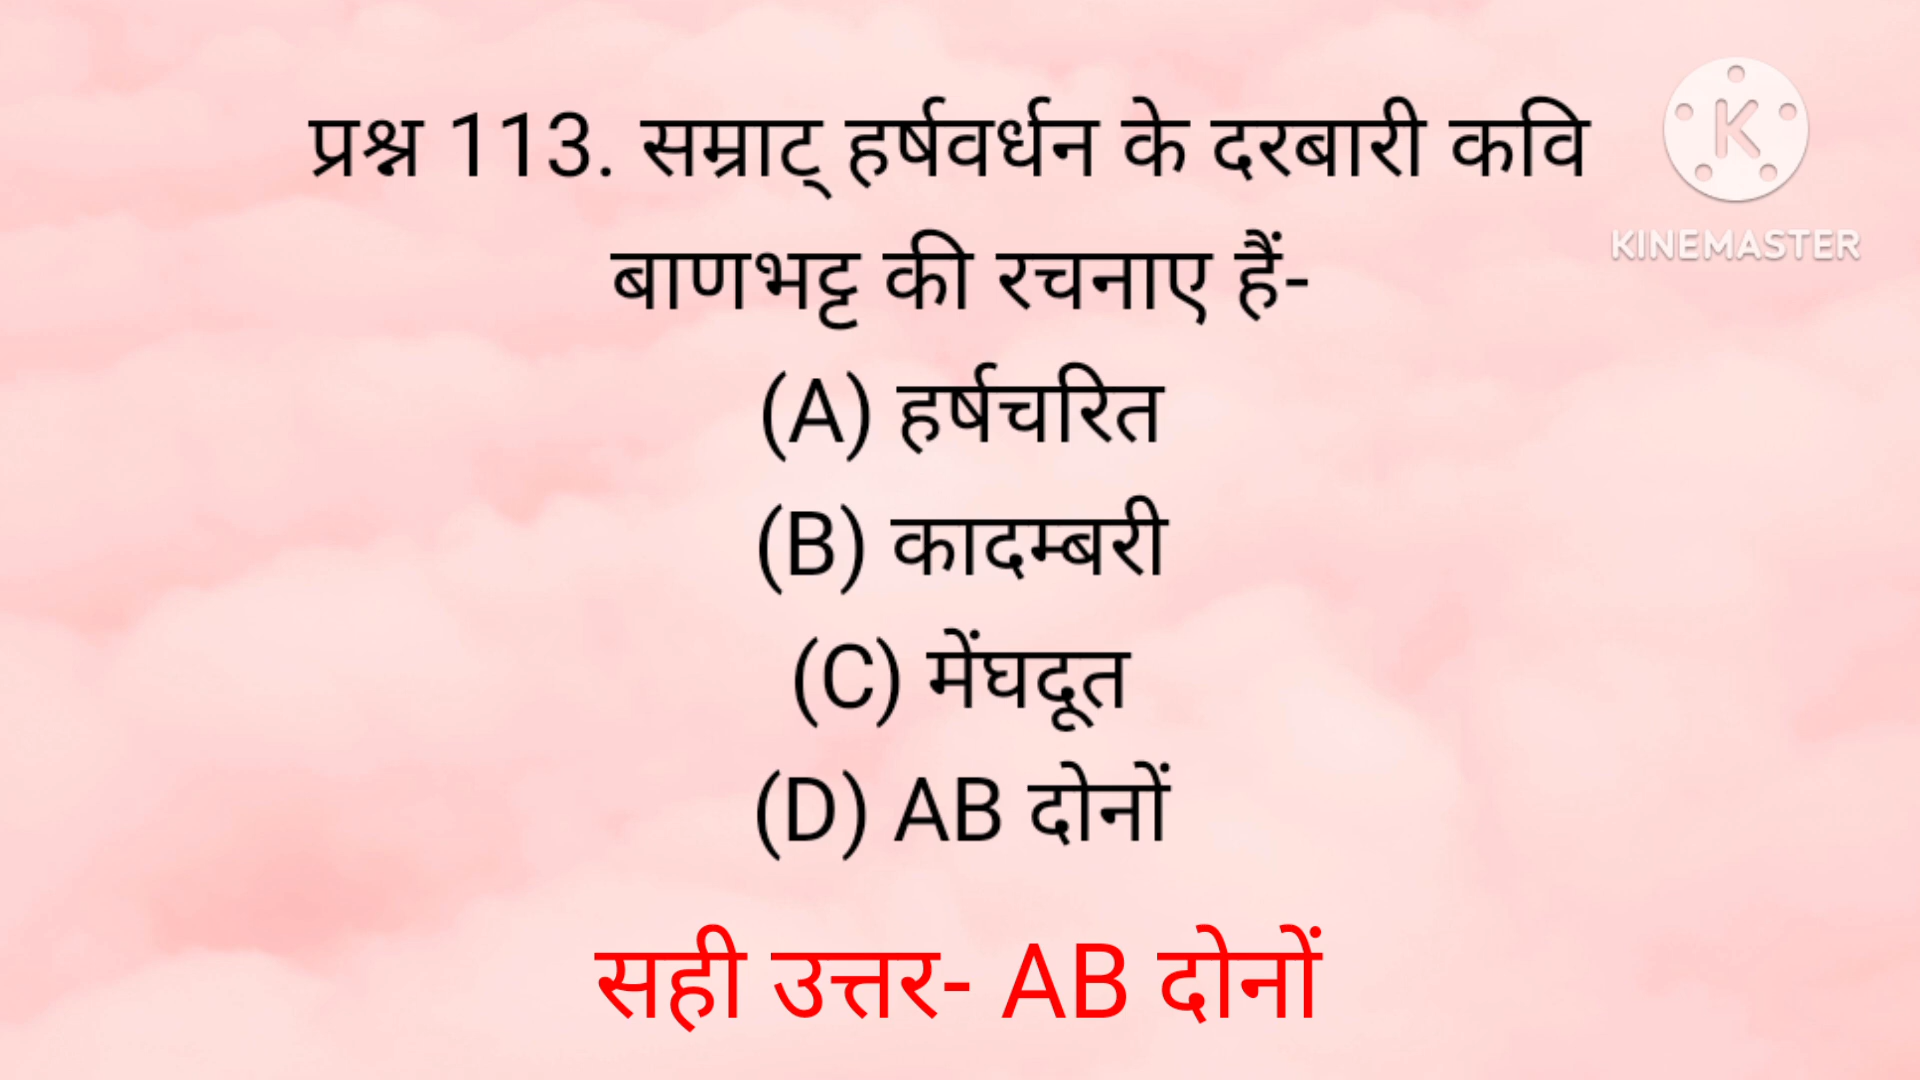 प्रश्न 113. सम्राट् हर्षवर्धन के दरबारी कवि
बाणभट्ट की रचनाए हैं-
(A) हर्षचरित
(B) कादम्बरी
(C) मेंघदूत
(D) AB दोनों
सही उत्तर- AB दोनों
K
KINEMASTER